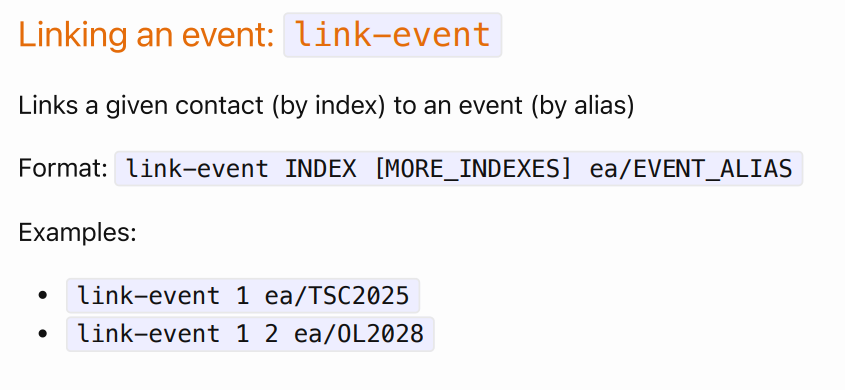 Linking an event: link-event
Links a given contact (by index) to an event (by alias)
Format: link-event INDEX [MORE_INDEXES] ea/EVENT_ALIAS
Examples:
• link-event 1 ea/TSC2025
• link-event 1 2 ea/OL2028